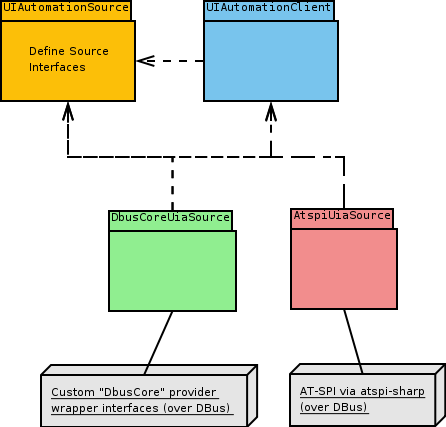 UIAutomationSource
UIAutomationClient
Define Source
Interfaces
DbusCoreUiaSource
AtspiUiaSource
Custom "DbusCore" provider
wrapper interfaces (over DBus)
AT-SPI via atspi-sharp
(over DBus)